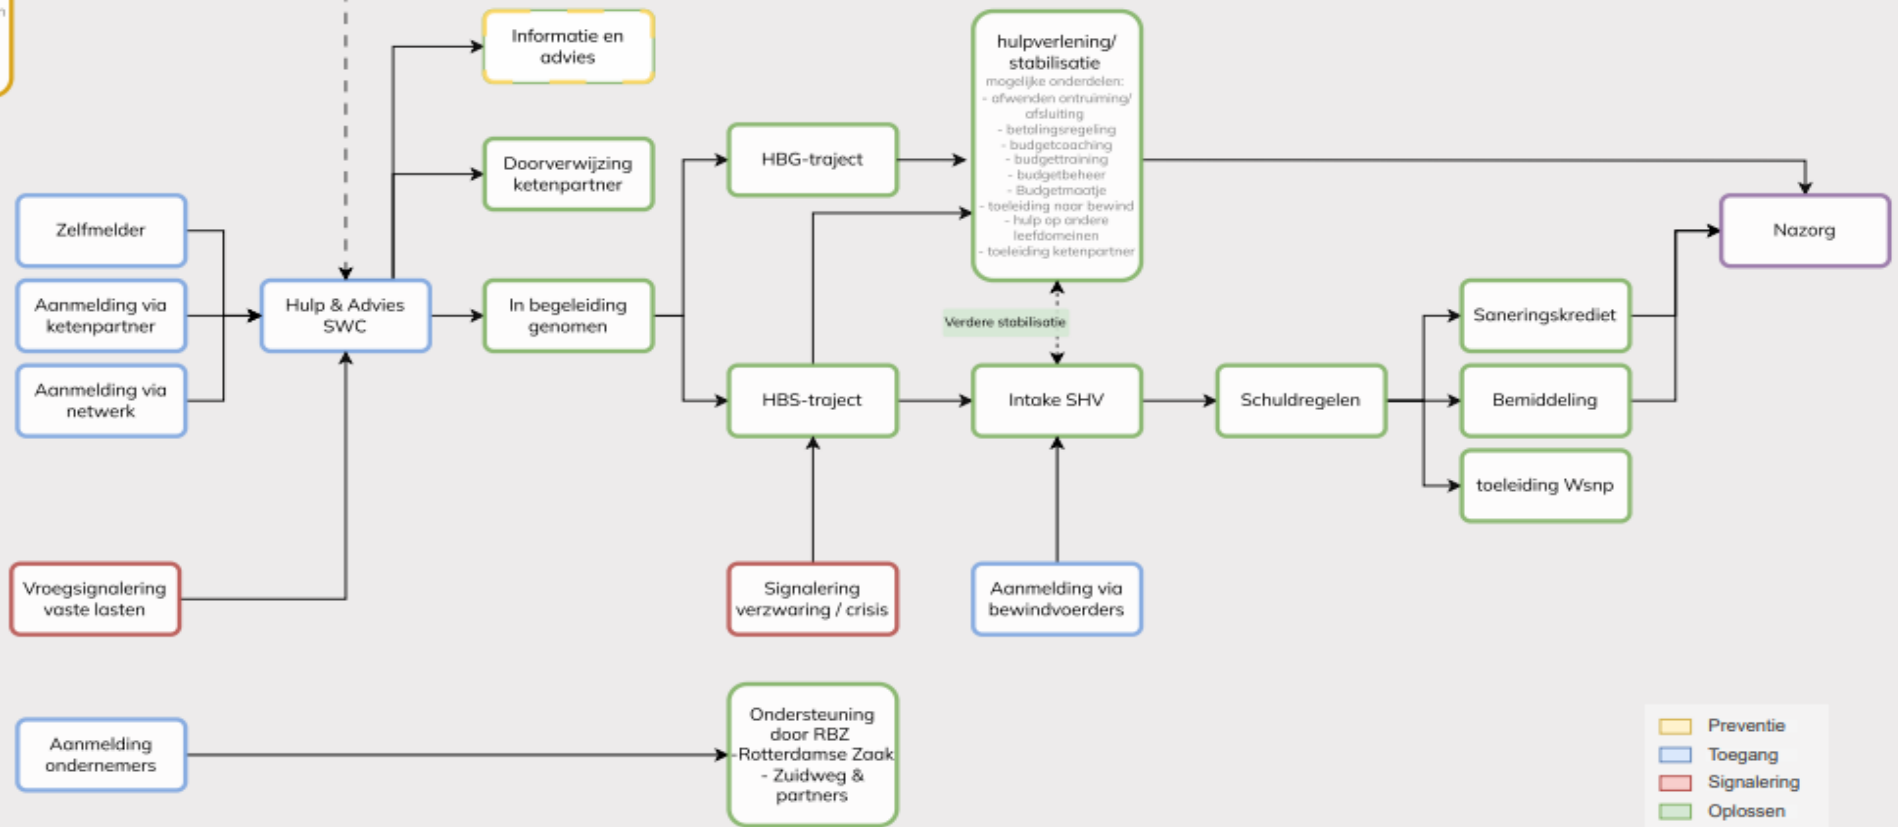 n
Informatie en
advies
hulpverlening/
stabilisatie
mogelijke onderdelen:
- afwenden ontruiming/
afsluiting
- betalingsregeling
- budgetcoaching
- budgettraining
- budgetbeheer
- Budgetmaatje
- toeleiding naar bewind
- hulp op andere
leefdomeinen
- toeleiding ketenpartner
Doorverwijzing
ketenpartner
HBG-traject
Zelfmelder
Nazorg
Aanmelding via
ketenpartner
Hulp & Advies
SWC
In begeleiding
genomen
Verdere stabilisatie
Saneringskrediet
Aanmelding via
netwerk
HBS-traject
Intake SHV
Schuldregelen
Bemiddeling
toeleiding Wsnp
Vroegsignalering
vaste lasten
Signalering
verzwaring / crisis
Aanmelding via
bewindvoerders
Aanmelding
ondernemers
Ondersteuning
door RBZ
-Rotterdamse Zaak
- Zuidweg &
partners
Preventie
Toegang
Signalering
Oplossen